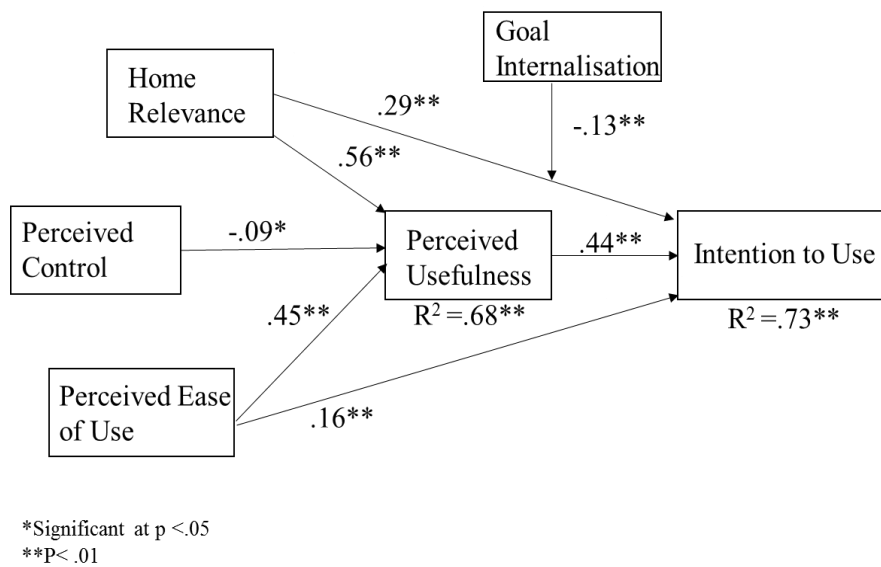 Goal
Internalisation
Home
Relevance
.29**
-.13**
.56**
Perceived
Control
-.09*
Perceived
Usefulness
.44**
Intention to Use
R² =.68**
R² =.73**
.45**
Perceived Ease
of Use
.16**
*Significant at p <.05
**P< .01